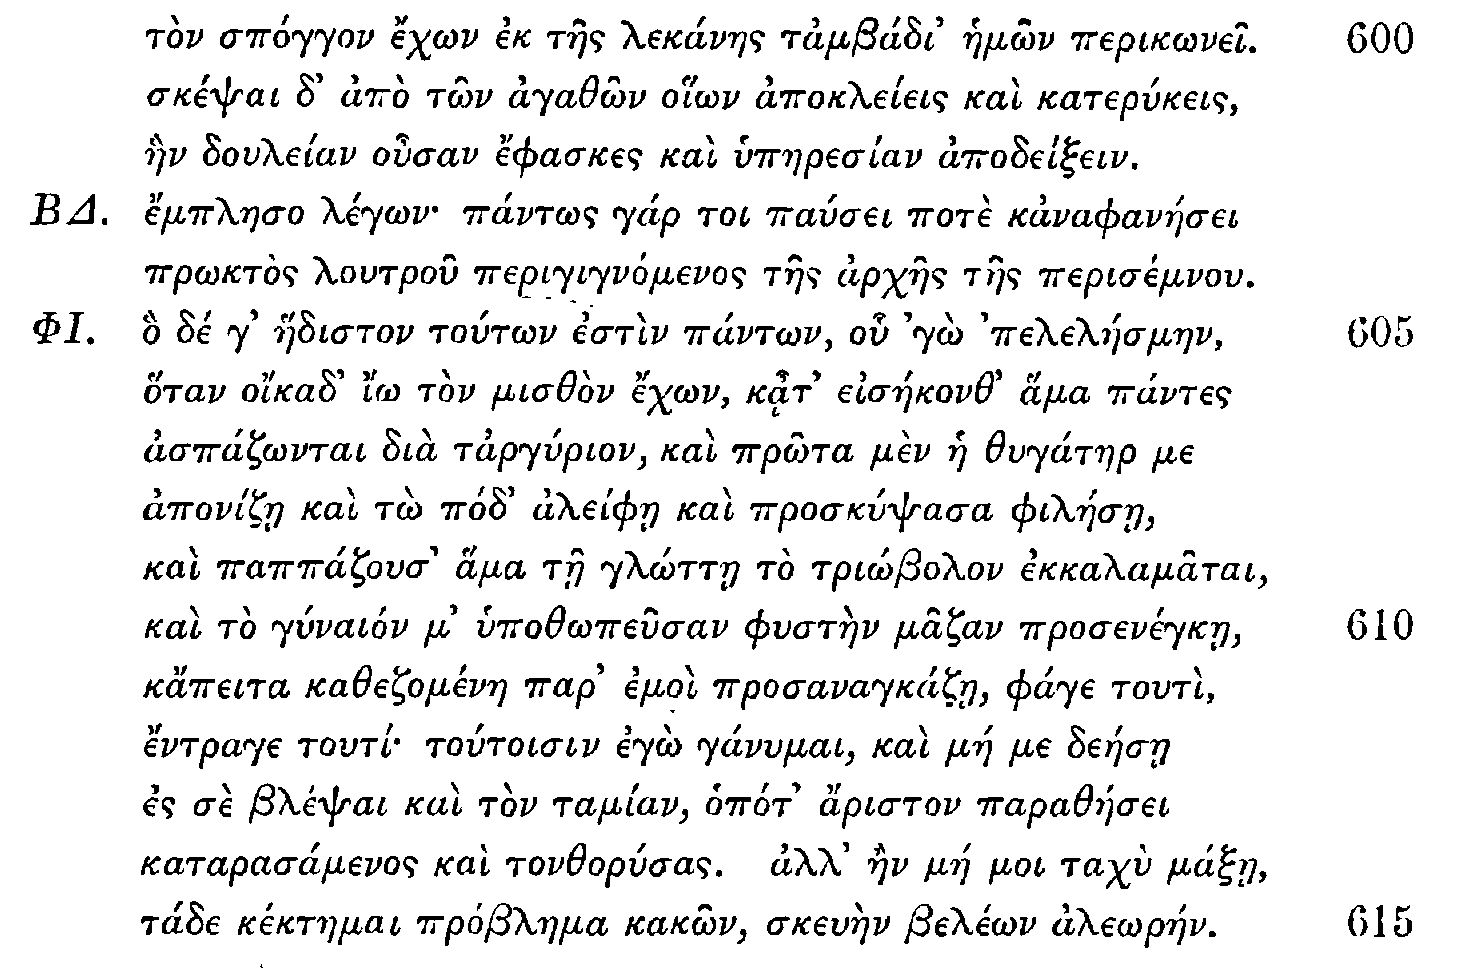 τὸν σπόγγον ἔχων ἐκ τῆς λεκάνης τἀμβάδι’ ἡμῶν περικωνεῖ. 600
σκέψαι δ’ ἀπὸ τῶν ἀγαθῶν οἵων ἀποκλείεις καὶ κατερύκεις,
ἣν δουλείαν οὖσαν ἔφασκες καὶ ὑπηρεσίαν ἀποδείξειν.
ΒΔ. ἔμπλησο λέγων· πάντως γάρ τοι παύσει ποτὲ κἀναφανήσει
πρωκτὸς λουτροῦ περιγιγνόμενος τῆς ἀρχῆς τῆς περισέμνου.
ΦΙ. ὃ δέ γ’ ἥδιστον τούτων ἐστὶν πάντων, οὗ ’γὼ ’πελελήσμην, 605
ὅταν οἴκαδ’ ἴω τὸν μισθὸν ἔχων, κᾆτ’ εἰσήκονθ’ ἅμα πάντες
ἀσπάζωνται διὰ τἀργύριον, καὶ πρῶτα μὲν ἡ θυγάτηρ με
ἀπονίζῃ καὶ τὼ πόδ’ ἀλείφῃ καὶ προσκύψασα φιλήσῃ,
καὶ παππάζουσ’ ἅμα τῇ γλώττῃ τὸ τριώβολον ἐκκαλαμᾶται,
καὶ τὸ γύναιόν μ’ ὑποθωπεῦσαν φυστὴν μᾶζαν προσενέγκῃ, 610
κἄπειτα καθεζομένη παρ’ ἐμοὶ προσαναγκάζῃ, φάγε τουτὶ,
ἔντραγε τουτί· τούτοισιν ἐγὼ γάνυμαι, καὶ μή με δεήσῃ
ἐς σὲ βλέψαι καὶ τὸν ταμίαν, ὁπότ’ ἄριστον παραθήσει
καταρασάμενος καὶ τονθορύσας. ἀλλ’ ἢν μή μοι ταχὺ μάξῃ,
τάδε κέκτημαι πρόβλημα κακῶν, σκευὴν βελέων ἀλεωρήν. 615